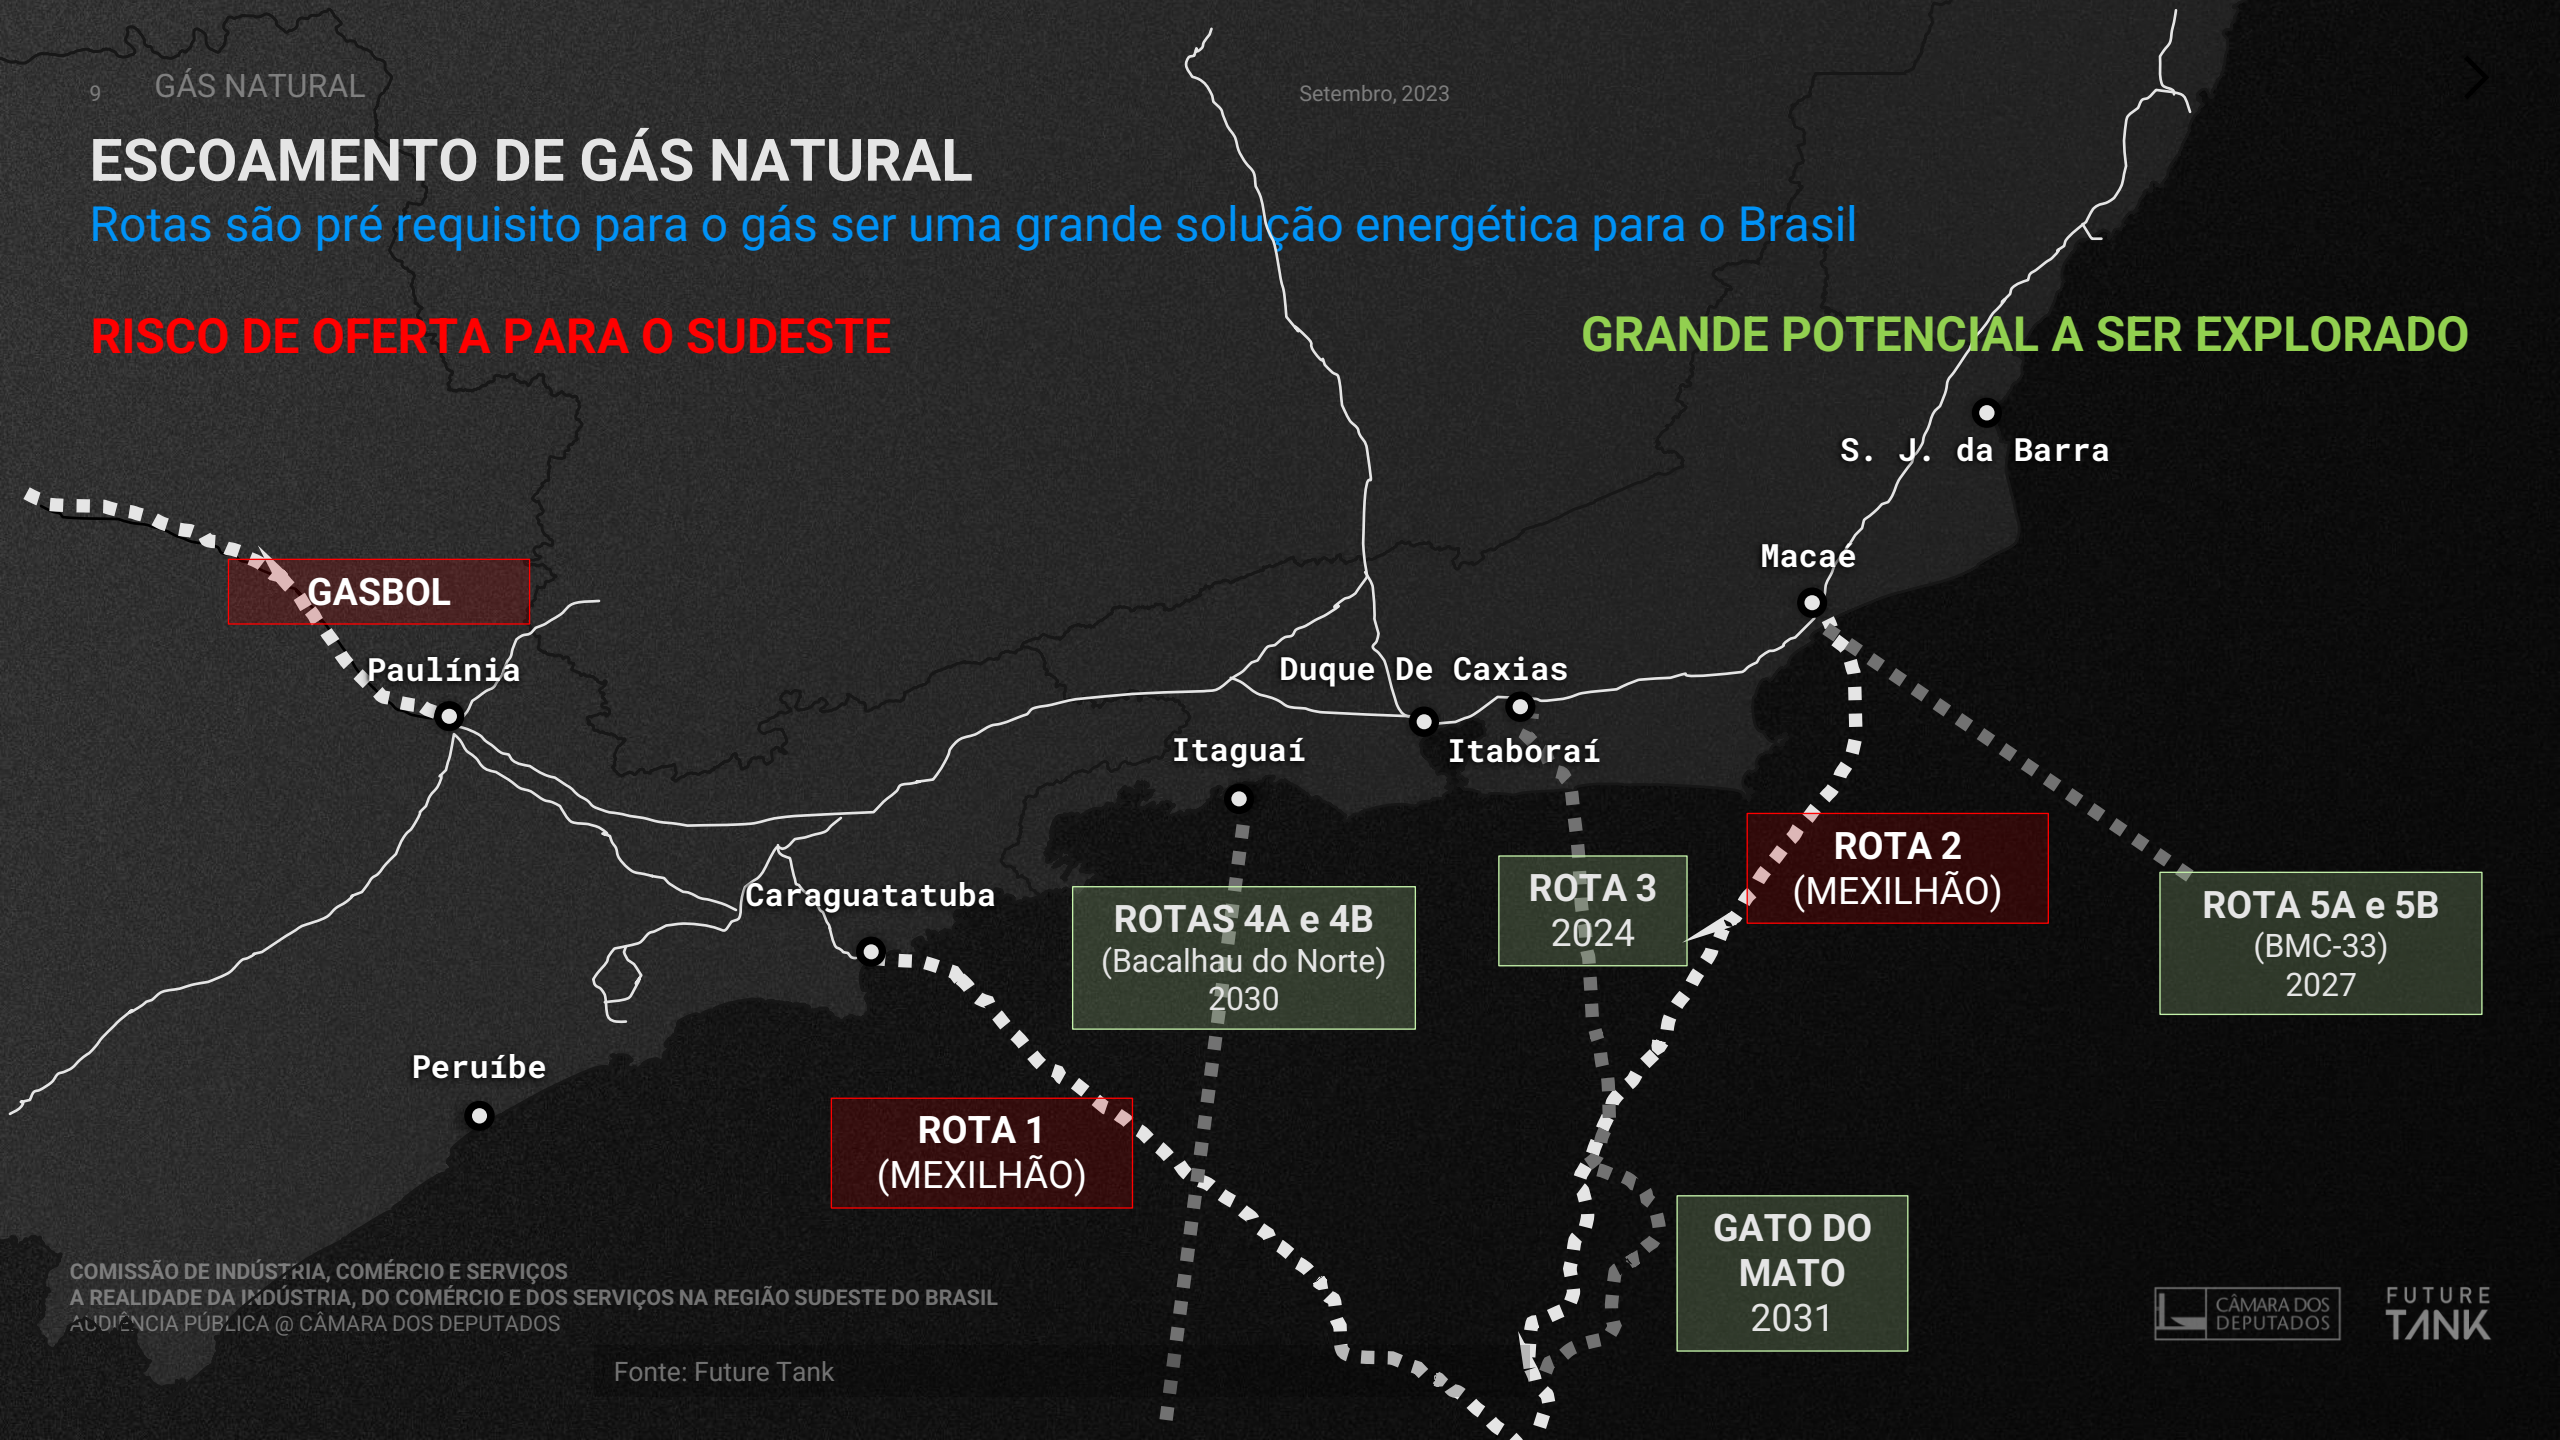 9
GÁS NATURAL
Setembro, 2023
ESCOAMENTO DE GÁS NATURAL
Rotas são pré requisito para o gás ser uma grande solução energética para o Brasil
RISCO DE OFERTA PARA O SUDESTE
GRANDE POTENCIAL A SER EXPLORADO
S. J. da Barra
Macaé
GASBOL
Paulínia
Duque De Caxias
Itaguaí
Itaboraí
Caraguatatuba
ROTAS 4A e 4B
(Bacalhau do Norte)
2030
ROTA 3
2024
ROTA 2
(MEXILHÃO)
ROTA 5A e 5B
(BMC-33)
2027
Peruíbe
ROTA 1
(MEXILHÃO)
GATO DO
MATO
2031
COMISSÃO DE INDÚSTRIA, COMÉRCIO E SERVIÇOS
A REALIDADE DA INDÚSTRIA, DO COMÉRCIO E DOS SERVIÇOS NA REGIÃO SUDESTE DO BRASIL
AUDIÊNCIA PÚBLICA @ CÂMARA DOS DEPUTADOS
Fonte: Future Tank
CÂMARA DOS
DEPUTADOS
FUTURE
TANK